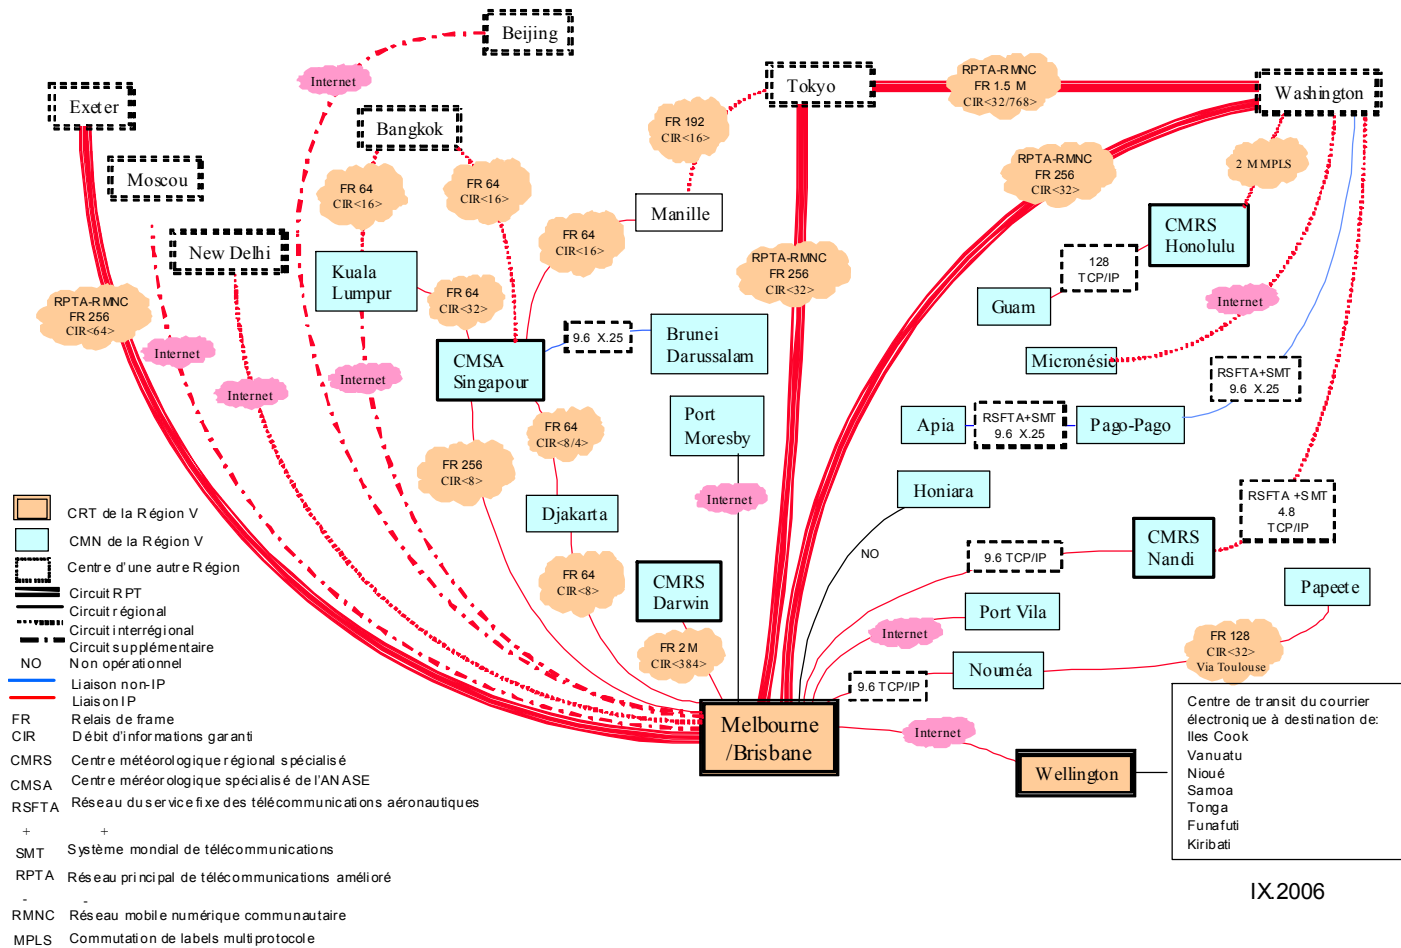 Beijing
Internet
Exeter
Bangkok
Tokyo
RPTA-RMNC
FR 1.5 M
CIR<32/768>
Washington
Moscou
FR 192
CIR<16>
RPTA-RMNC
FR 256
CIR<32>
2 M MPLS
FR 64
CIR<16>
FR 64
CIR<16>
Manille
New Delhi
FR 64
CIR<16>
CMRS
Honolulu
128
TCP/IP
Kuala
Lumpur
RPTA-RMNC
FR 256
CIR<32>
FR 64
CIR<32>
Guam
Internet
RPTA-RMNC
FR 256
CIR<64>
9.6 X.25
Brunei
Darussalam
Internet
CMSA
Singapour
Micronésie
Internet
Internet
RSFTA+SMT
9.6 X.25
Port
Moresby
Apia
RSFTA+SMT
9.6 X.25
Pago-Pago
FR 64
CIR<8/4>
FR 256
CIR<8>
Internet
Honiara
RSFTA +SMT
4.8
TCP/IP
Djakarta
CMRS
Nandi
NO
9.6 TCP/IP
FR 64
CIR<8>
CMRS
Darwin
Papeete
Port Vila
Internet
FR 2 M
CIR<384>
FR 128
CIR<32>
Via Toulouse
Nouméa
9.6 TCP/IP
Melbourne
/Brisbane
Internet
Wellington
Centre de transit du courrier
électronique à destination de:
Iles Cook
Vanuatu
Nioué
Samoa
Tonga
Funafuti
Kiribati
CRT de la Région V
CMN de la Région V
Centre d'une autre Région
Circuit RPT
Circuit régional
Circuit interrégional
Circuit supplémentaire
NO Non opérationnel
Liaison non-IP
Liaison IP
FR Relais de frame
CIR Débit d'informations garanti
CMRS Centre météorologique régional spécialisé
CMSA Centre méréorologique spécialisé de l'ANASE
RSFTA Réseau du service fixe des télécommunications aéronautiques
+ +
SMT Système mondial de télécommunications
RPTA Réseau principal de télécommunications amélioré
- -
RMNC Réseau mobile numérique communautaire
MPLS Commutation de labels multiprotocole
IX.2006